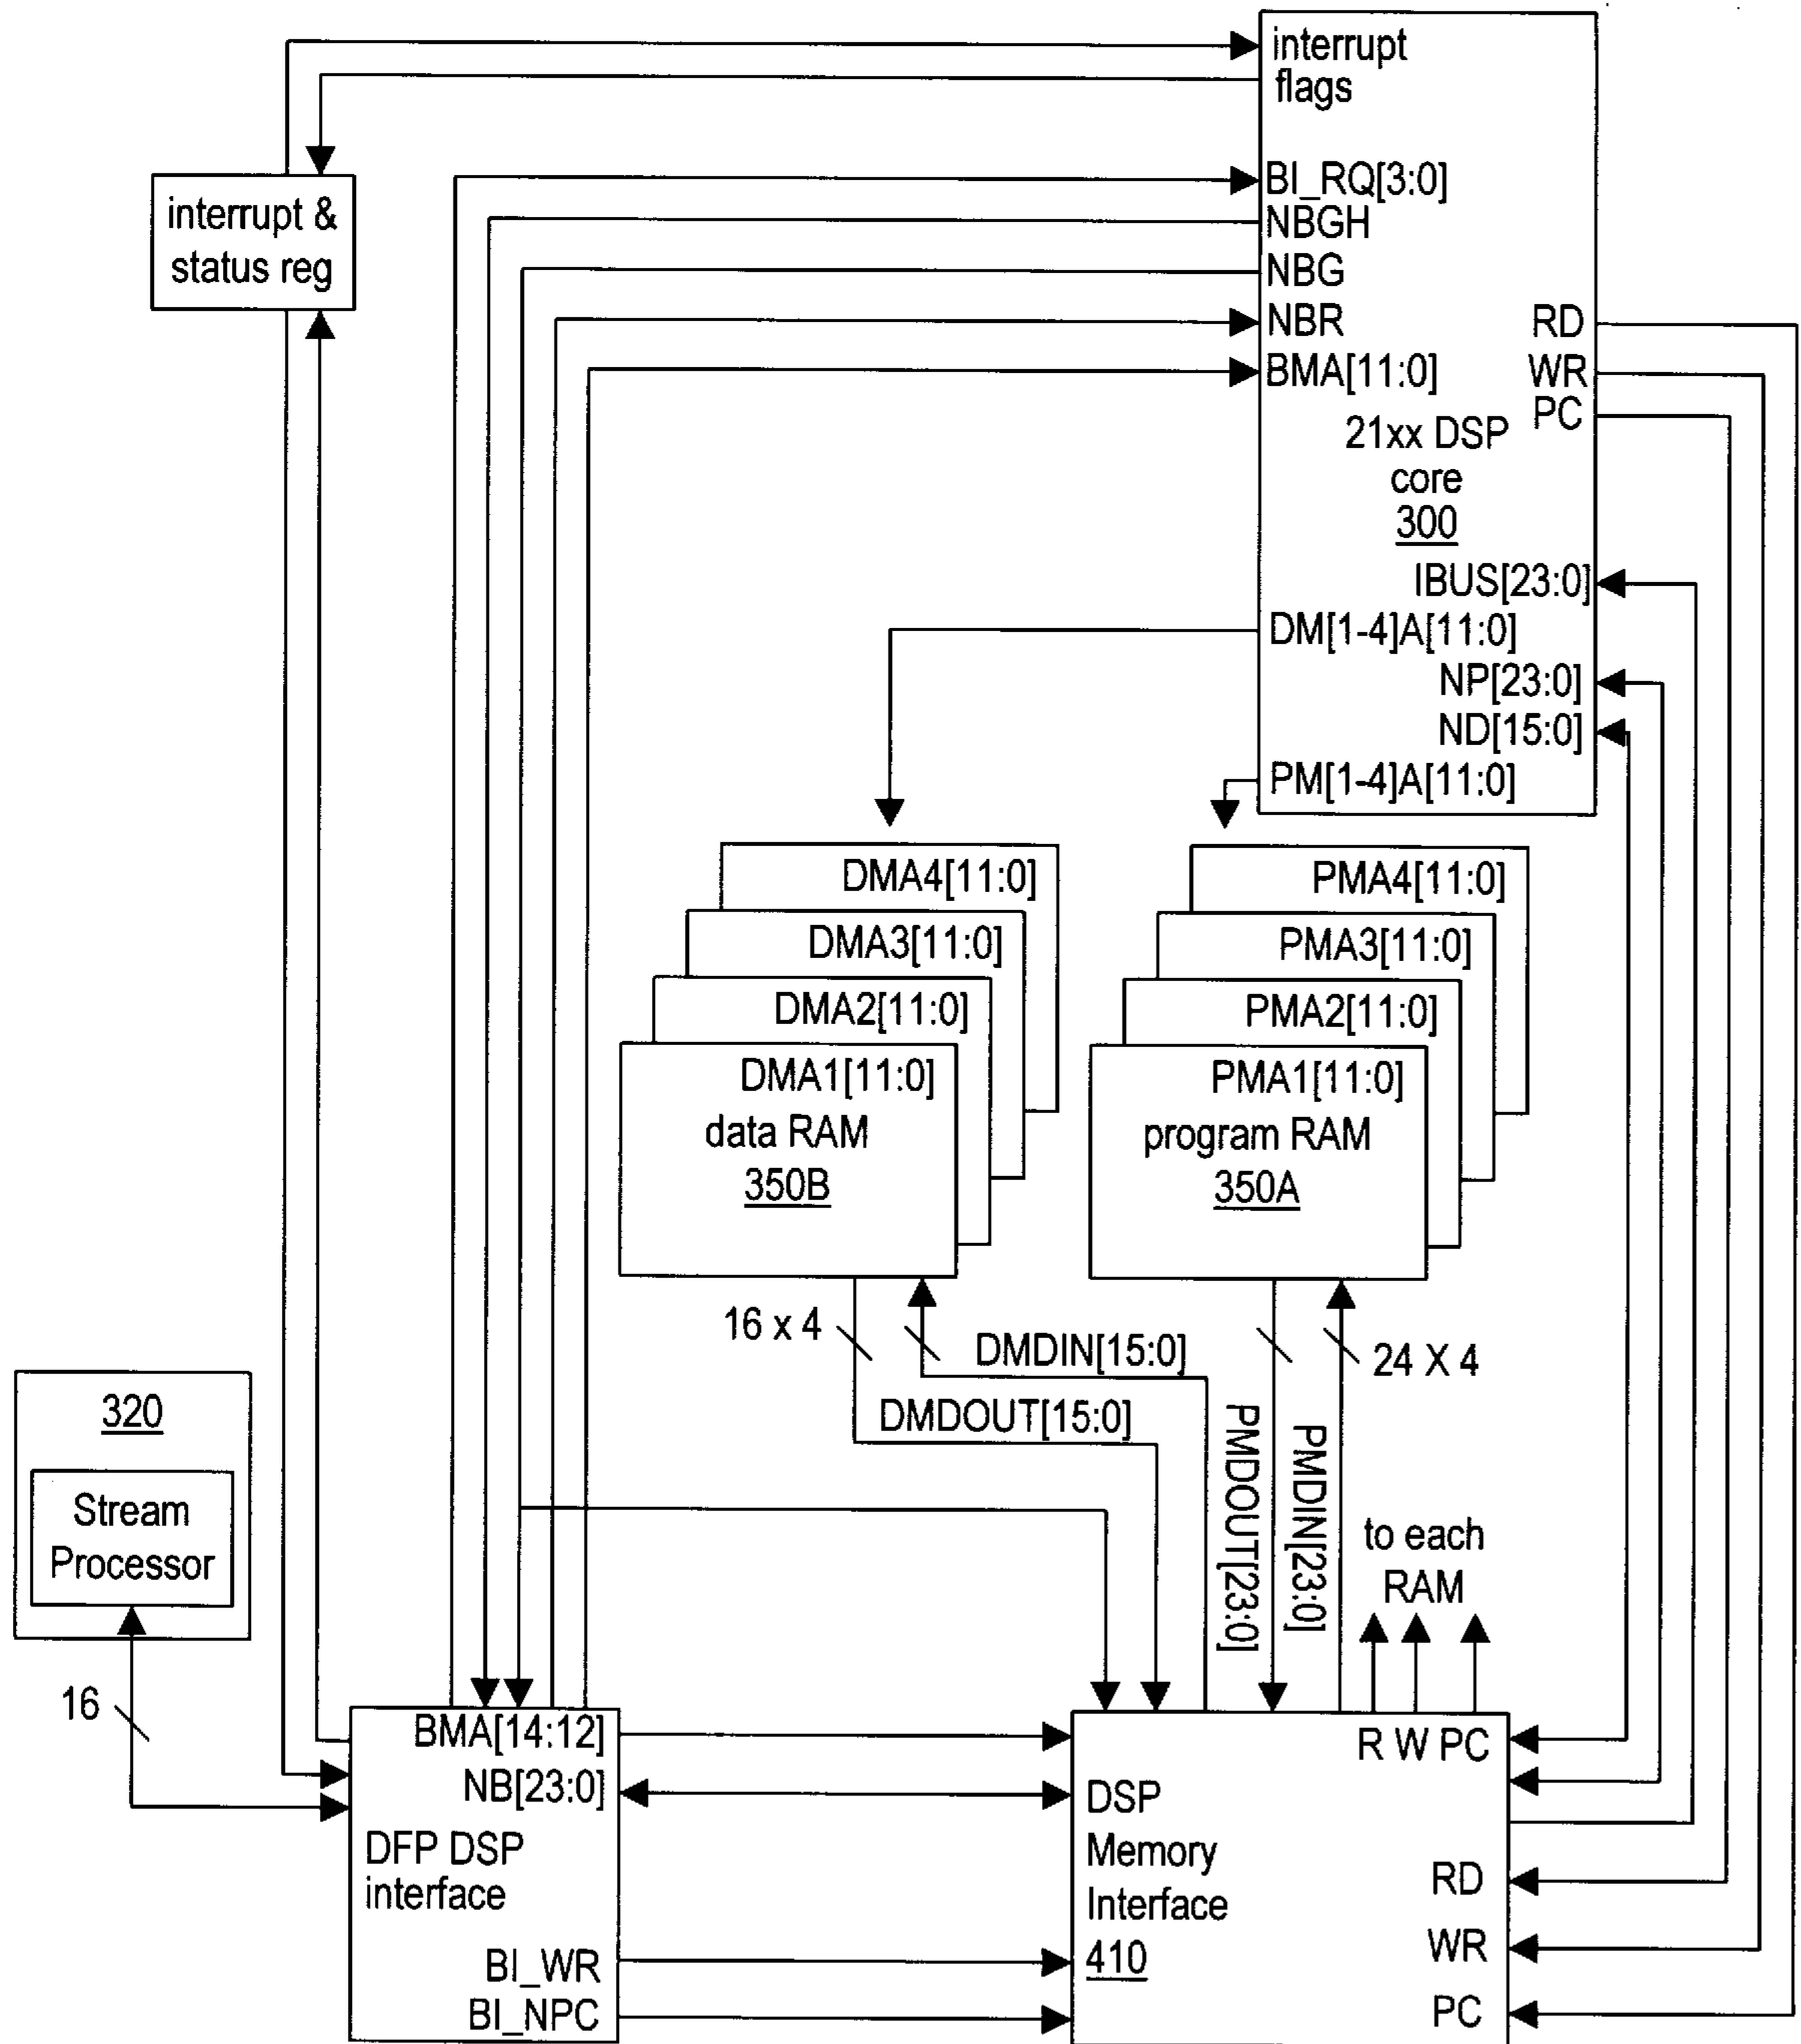 interrupt
flags
BI_RQ[3:0]
NBGH
NBG
NBR
BMA[11:0]
RD
WR
PC
21xx DSP
core
300
IBUS[23:0]
DM[1-4]A[11:0]
NP[23:0]
ND[15:0]
PM[1-4]A[11:0]
interrupt &
status reg
DMA4[11:0]
DMA3[11:0]
DMA2[11:0]
DMA1[11:0]
data RAM
350B
PMA4[11:0]
PMA3[11:0]
PMA2[11:0]
PMA1[11:0]
program RAM
350A
16 x 4
DMDIN[15:0]
DMDOUT[15:0]
24 X 4
PMDOUT[23:0]
PMDIN[23:0]
to each
RAM
320
Stream
Processor
16
BMA[14:12]
NB[23:0]
DFP DSP
interface
BI_WR
BI_NPC
R W PC
DSP
Memory
Interface
410
RD
WR
PC